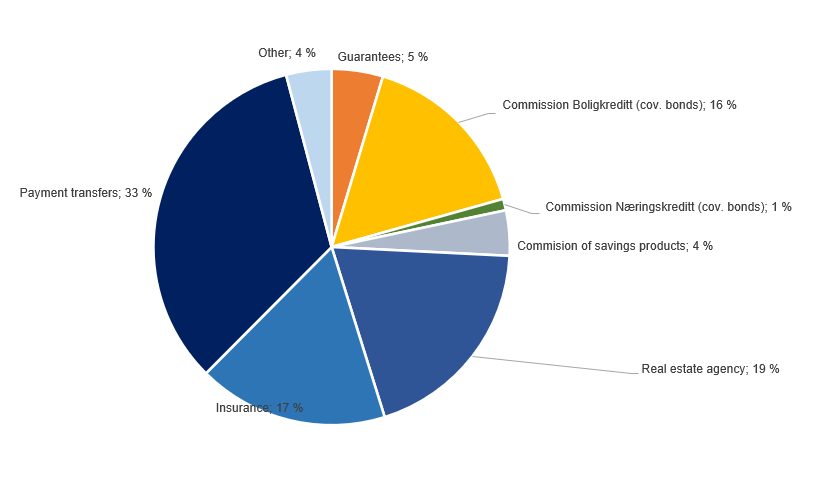 Other; 4 %
Guarantees; 5 %
Commission Boligkreditt (cov. bonds); 16 %
Payment transfers; 33 %
Commission Næringskreditt (cov. bonds); 1 %
Commision of savings products; 4 %
Real estate agency; 19 %
Insurance; 17 %